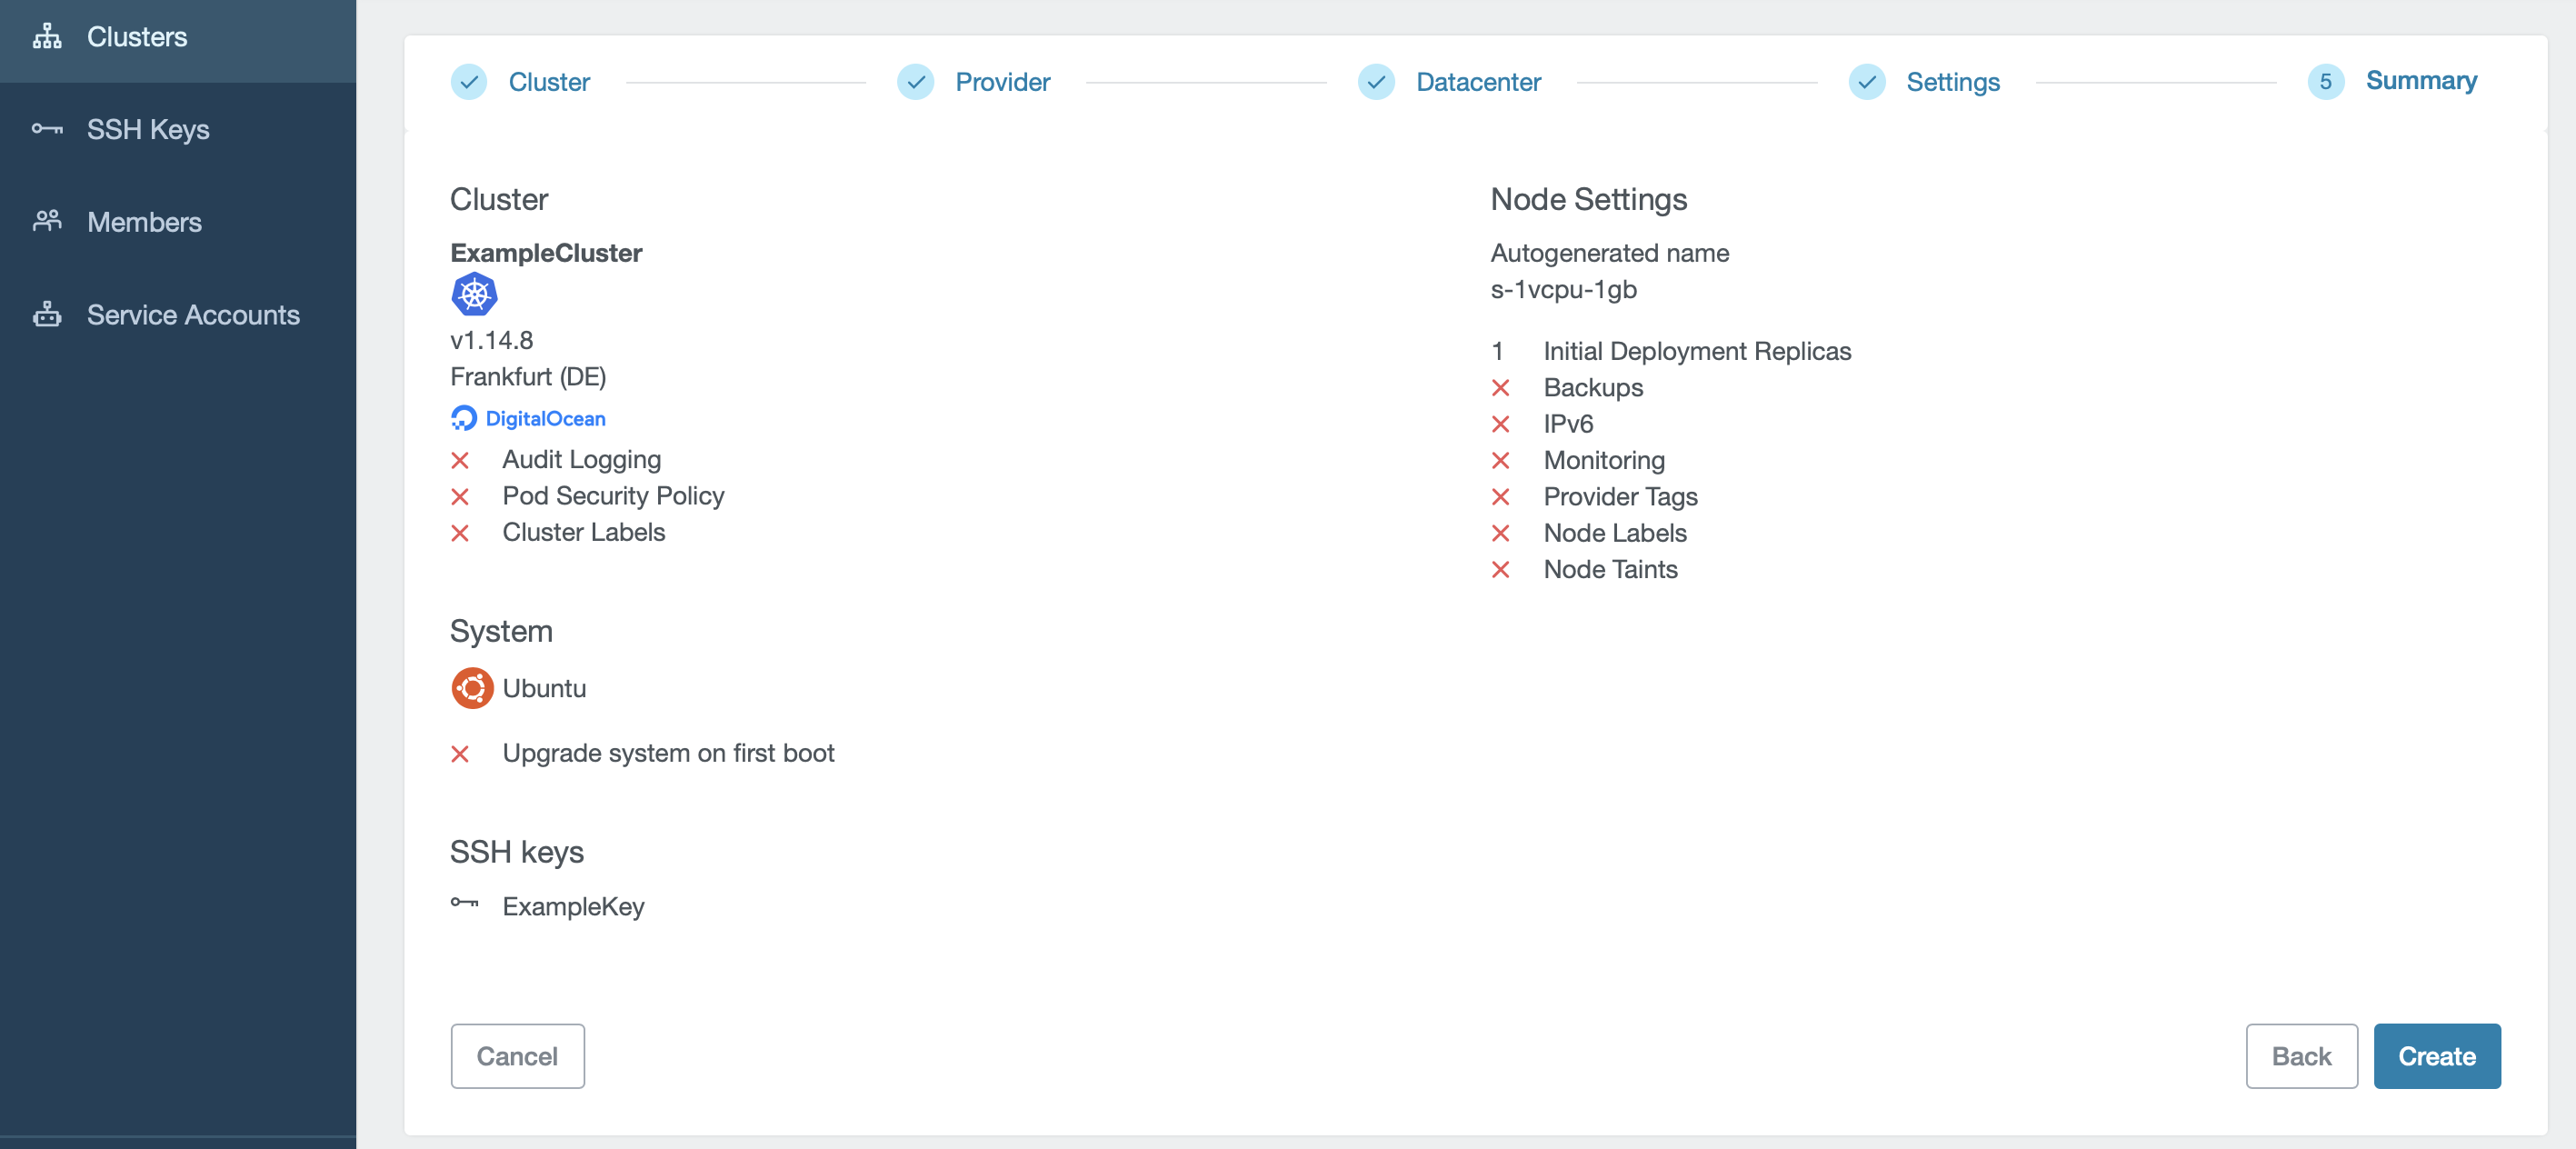 Clusters
SSH Keys
Members
Service Accounts
Cluster
Provider
Datacenter
Settings
5 Summary
Cluster
ExampleCluster
v1.14.8
Frankfurt (DE)
DigitalOcean
Audit Logging
Pod Security Policy
Cluster Labels
System
Ubuntu
Upgrade system on first boot
SSH keys
ExampleKey
Node Settings
Autogenerated name
s-1vcpu-1gb
1 Initial Deployment Replicas
Backups
IPv6
Monitoring
Provider Tags
Node Labels
Node Taints
Cancel
Back
Create